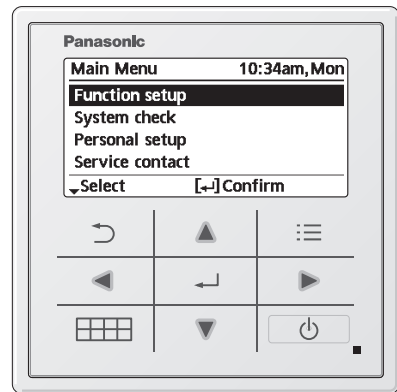 Panasonic
Main Menu 10:34am,Mon
Function setup
System check
Personal setup
Service contact
Select [↵] Confirm